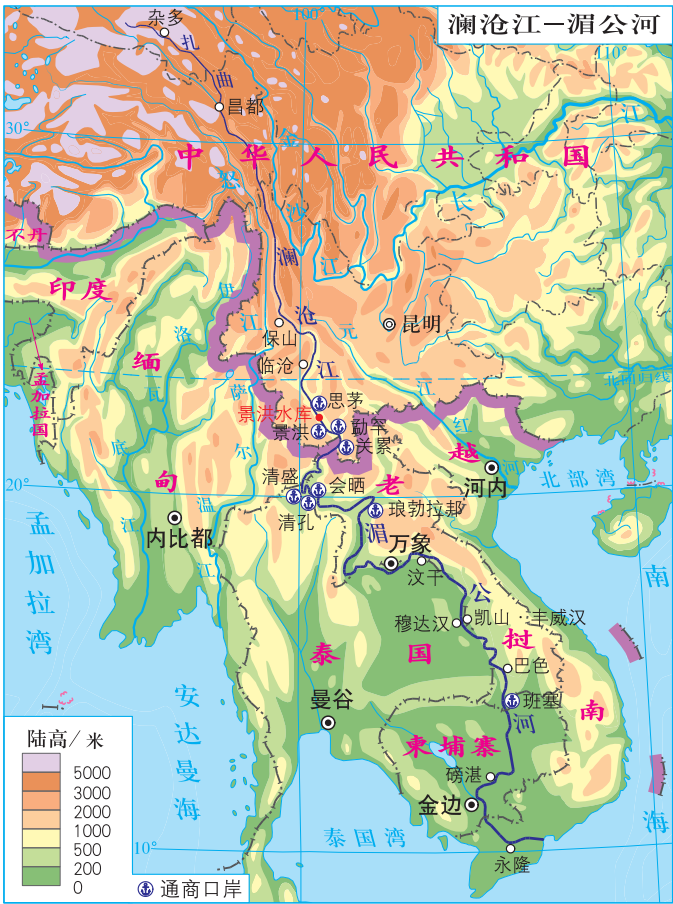 澜沧江－湄公河
100°
110°
杂多
扎曲
昌都
30°
金沙江
长江
中华人民共和国
怒江
不丹
印度
澜沧江
伊洛瓦底江
保山
昆明
元江
缅甸
临沧
萨尔温江
北回归线
孟加拉国
思茅
景洪水库
景洪
勐罕
关累
红河
越南
河内
北部湾
老挝
清盛
会晒
清孔
琅勃拉邦
20°
内比都
湄公河
万象
汶干
孟加拉湾
南海
穆达汉
凯山·丰威汉
泰国
巴色
安达曼海
曼谷
班塞
柬埔寨
磅湛
金边
泰国湾
永隆
10°
陆高/米
5000
3000
2000
1000
500
200
0
通商口岸